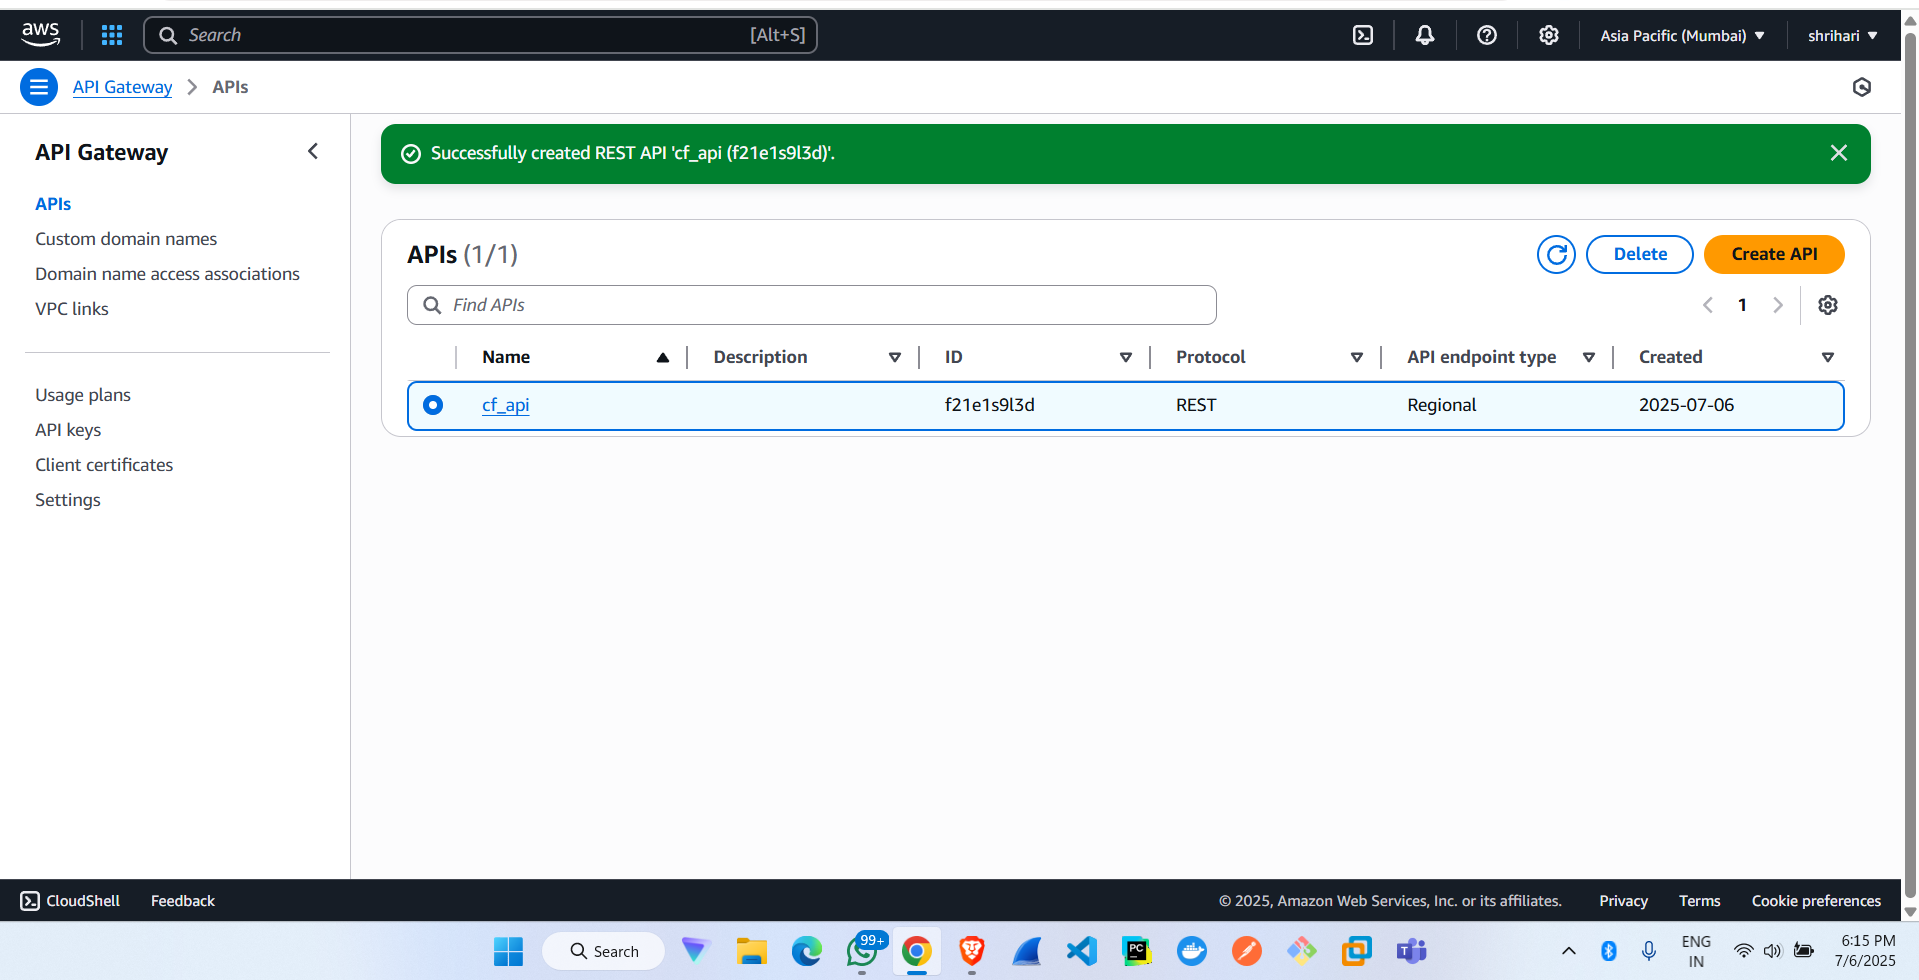 aws
Search [Alt+S]
Asia Pacific (Mumbai)
shrihari
API Gateway
APIs
API Gateway
APIs
Custom domain names
Domain name access associations
VPC links
Usage plans
API keys
Client certificates
Settings
Successfully created REST API 'cf_api (f21e1s9l3d)'.
APIs (1/1)
Delete
Create API
Find APIs
1
Name Description ID Protocol API endpoint type Created
cf_api f21e1s9l3d REST Regional 2025-07-06
CloudShell Feedback
© 2025, Amazon Web Services, Inc. or its affiliates. Privacy Terms Cookie preferences
Search
99+
PC
T
ENG
IN
6:15 PM
7/6/2025